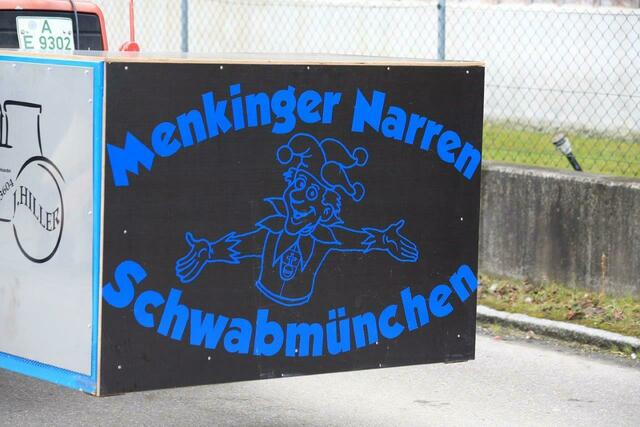 A
E 9302
Menkinger Narren
Schwabmünchen
J.HILLER